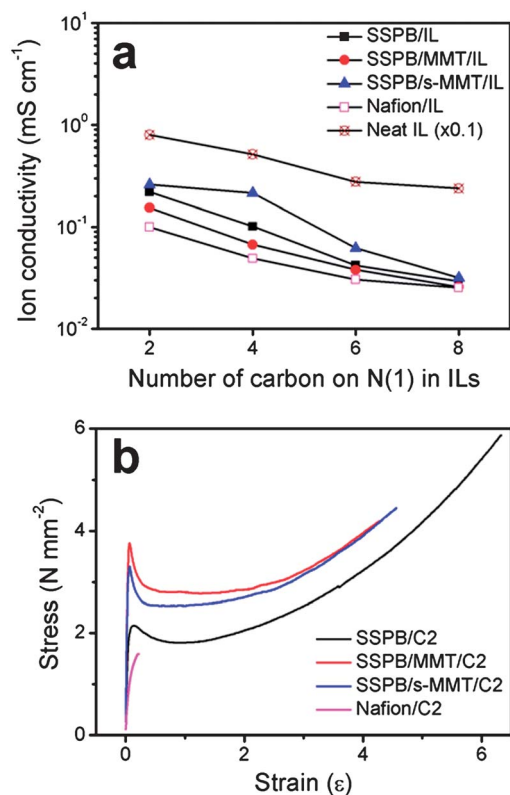 a
SSPB/IL
SSPB/MMT/IL
SSPB/s-MMT/IL
Nafion/IL
Neat IL (x0.1)
Ion conductivity (mS cm⁻¹)
10¹
10⁰
10⁻¹
10⁻²
2 4 6 8
Number of carbon on N(1) in ILs
b
Stress (N mm⁻²)
6
4
2
0
SSPB/C2
SSPB/MMT/C2
SSPB/s-MMT/C2
Nafion/C2
0 2 4 6
Strain (ε)